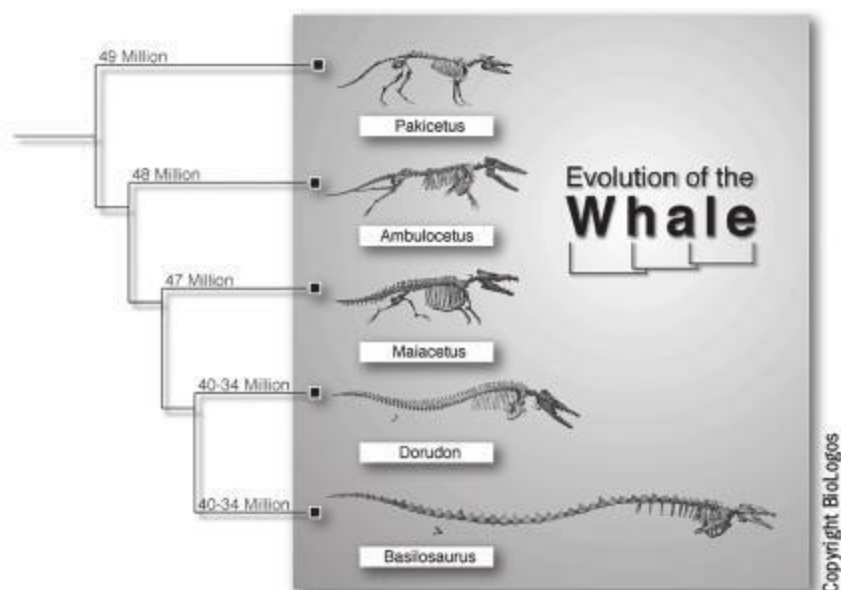 49 Million
Pakicetus
48 Million
Ambulocetus
Evolution of the
Whale
47 Million
Maiacetus
40-34 Million
Dorudon
40-34 Million
Basilosaurus
Copyright BioLogos